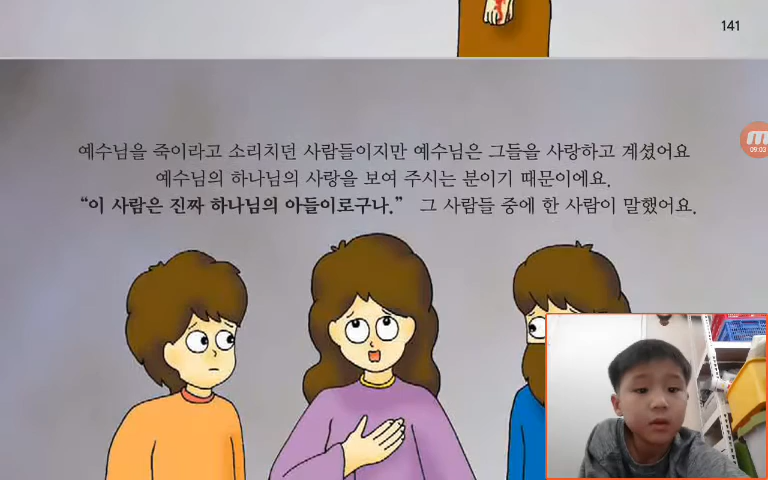 141
예수님을 죽이라고 소리치던 사람들이지만 예수님은 그들을 사랑하고 계셨어요
예수님의 하나님의 사랑을 보여 주시는 분이기 때문이에요.
“이 사람은 진짜 하나님의 아들이로구나.” 그 사람들 중에 한 사람이 말했어요.
09:03